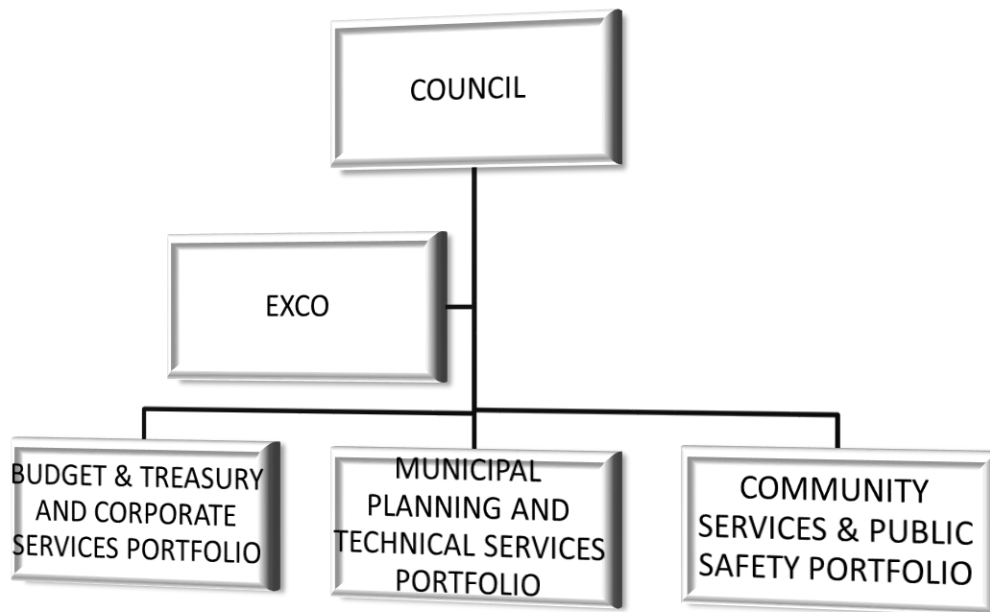 COUNCIL
EXCO
BUDGET & TREASURY
AND CORPORATE
SERVICES PORTFOLIO
MUNICIPAL
PLANNING AND
TECHNICAL SERVICES
PORTFOLIO
COMMUNITY
SERVICES & PUBLIC
SAFETY PORTFOLIO